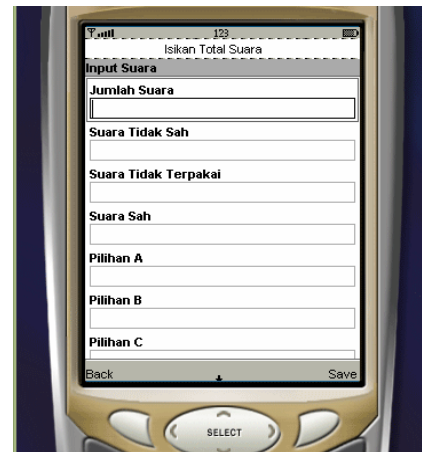 123
Isikan Total Suara
Input Suara
Jumlah Suara
Suara Tidak Sah
Suara Tidak Terpakai
Suara Sah
Pilihan A
Pilihan B
Pilihan C
Back Save
SELECT